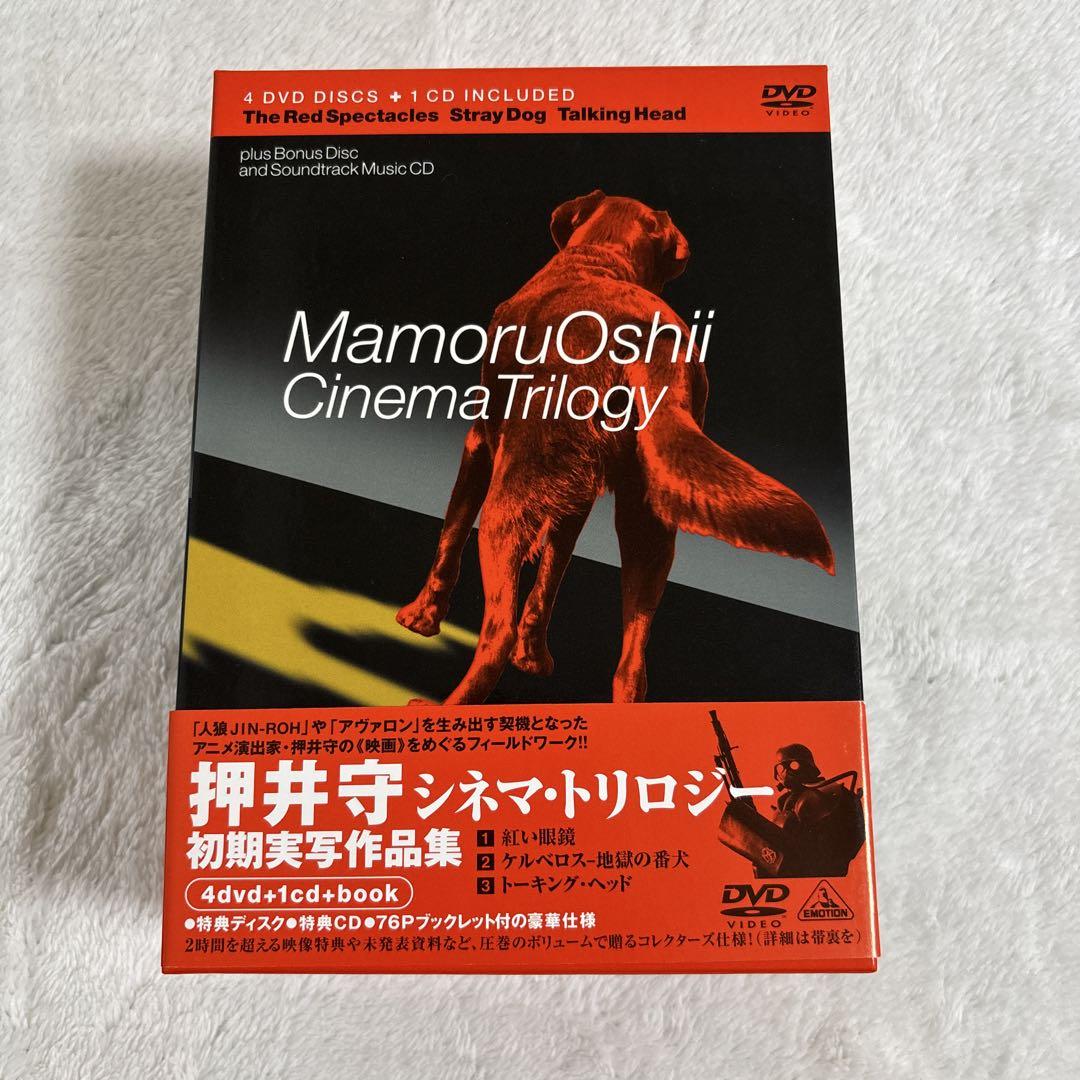 4 DVD DISCS + 1 CD INCLUDED
The Red Spectacles Stray Dog Talking Head
DVD
VIDEO
plus Bonus Disc
and Soundtrack Music CD
MamoruOshii
CinemaTrilogy
「人狼JIN-ROH」や「アヴァロン」を生み出す契機となった
アニメ演出家・押井守の《映画》をめぐるフィールドワーク!!
押井守シネマ・トリロジー
初期実写作品集
1 紅い眼鏡
2 ケルベロス-地獄の番犬
3 トーキング・ヘッド
4dvd+1cd+book
DVD
VIDEO
EMOTION
●特典ディスク●特典CD●76Pブックレット付の豪華仕様
2時間を超える映像特典や未発表資料など、圧巻のボリュームで贈るコレクターズ仕様!(詳細は帯裏を)